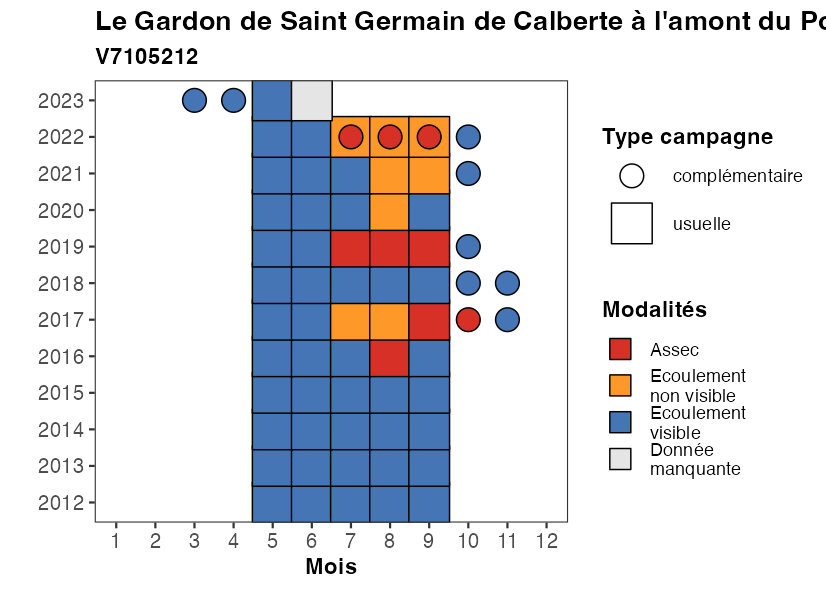 Le Gardon de Saint Germain de Calberte à l'amont du Po
V7105212
2023
2022
2021
2020
2019
2018
2017
2016
2015
2014
2013
2012
1 2 3 4 5 6 7 8 9 10 11 12
Mois
Type campagne
complémentaire
usuelle
Modalités
Assec
Ecoulement
non visible
Ecoulement
visible
Donnée
manquante